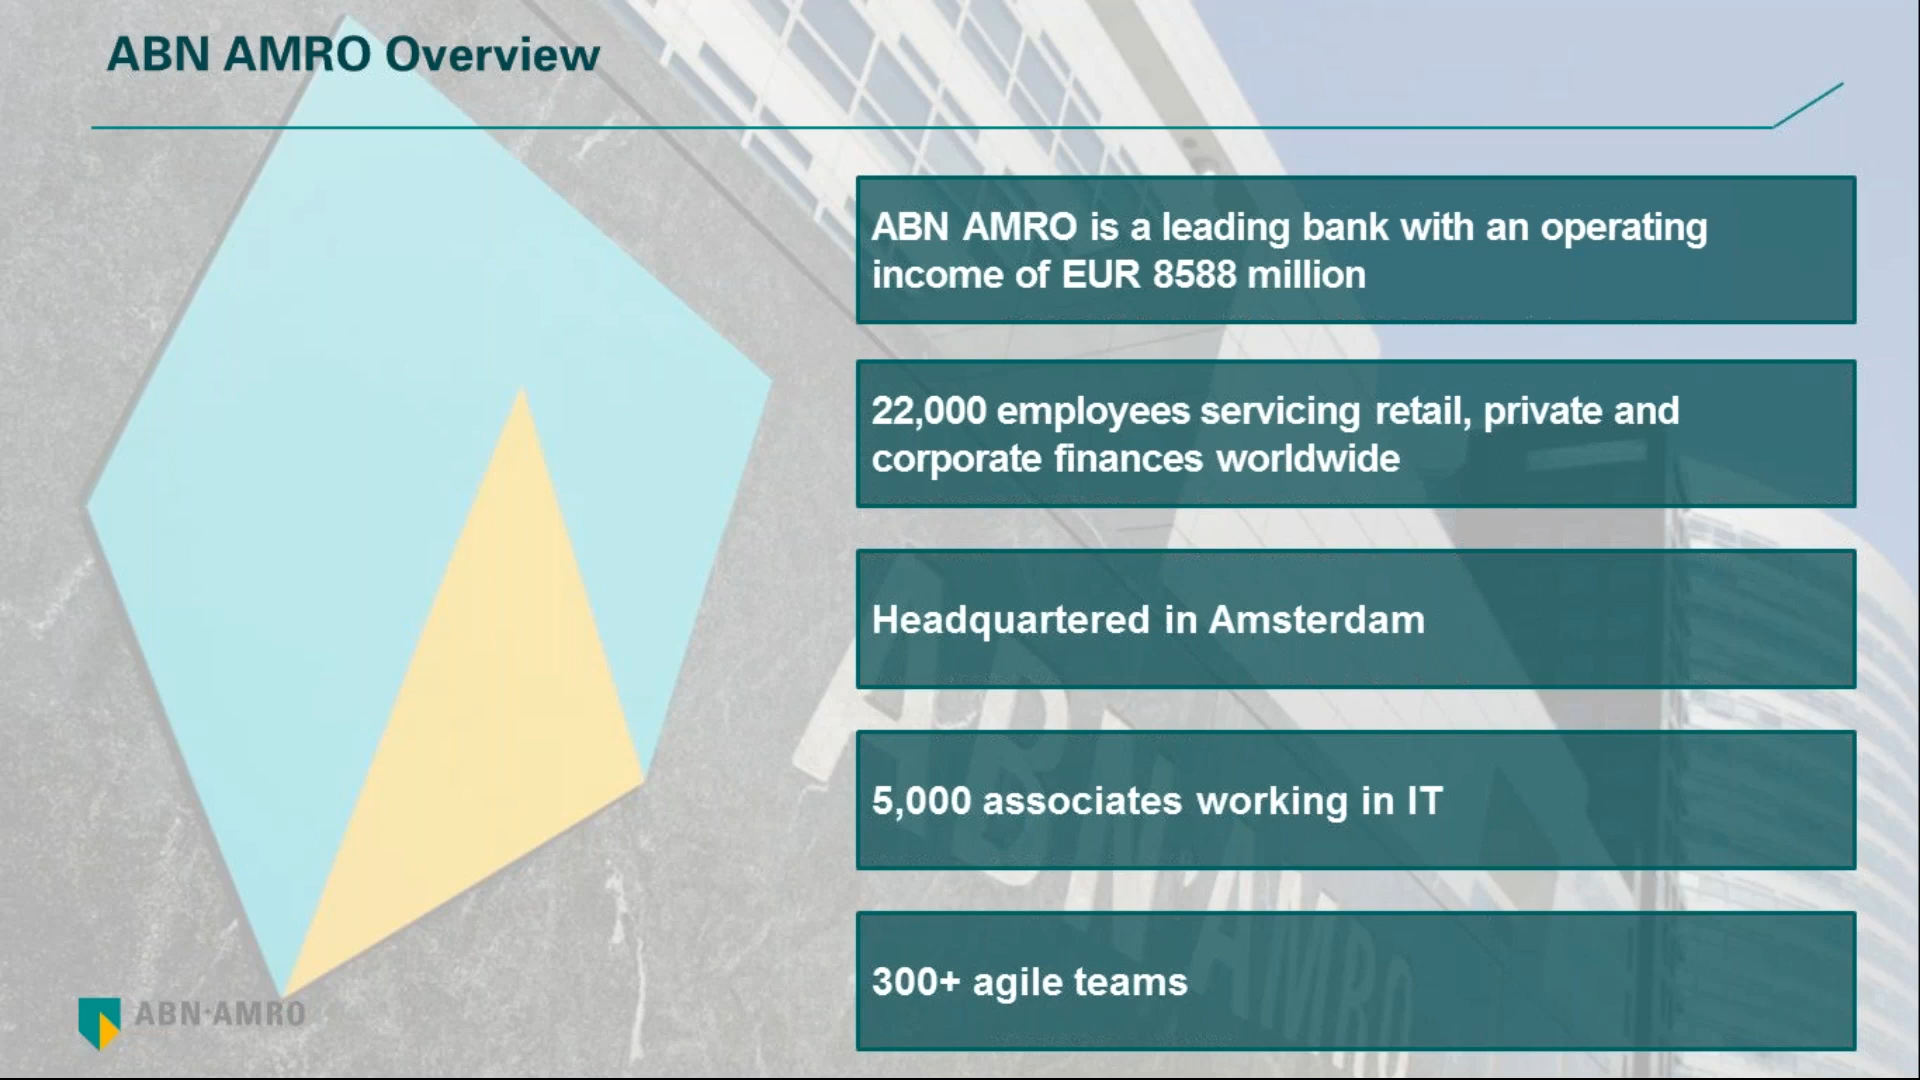 ABN AMRO Overview
ABN AMRO is a leading bank with an operating
income of EUR 8588 million
22,000 employees servicing retail, private and
corporate finances worldwide
Headquartered in Amsterdam
5,000 associates working in IT
300+ agile teams
ABN·AMRO
ABN·AMRO